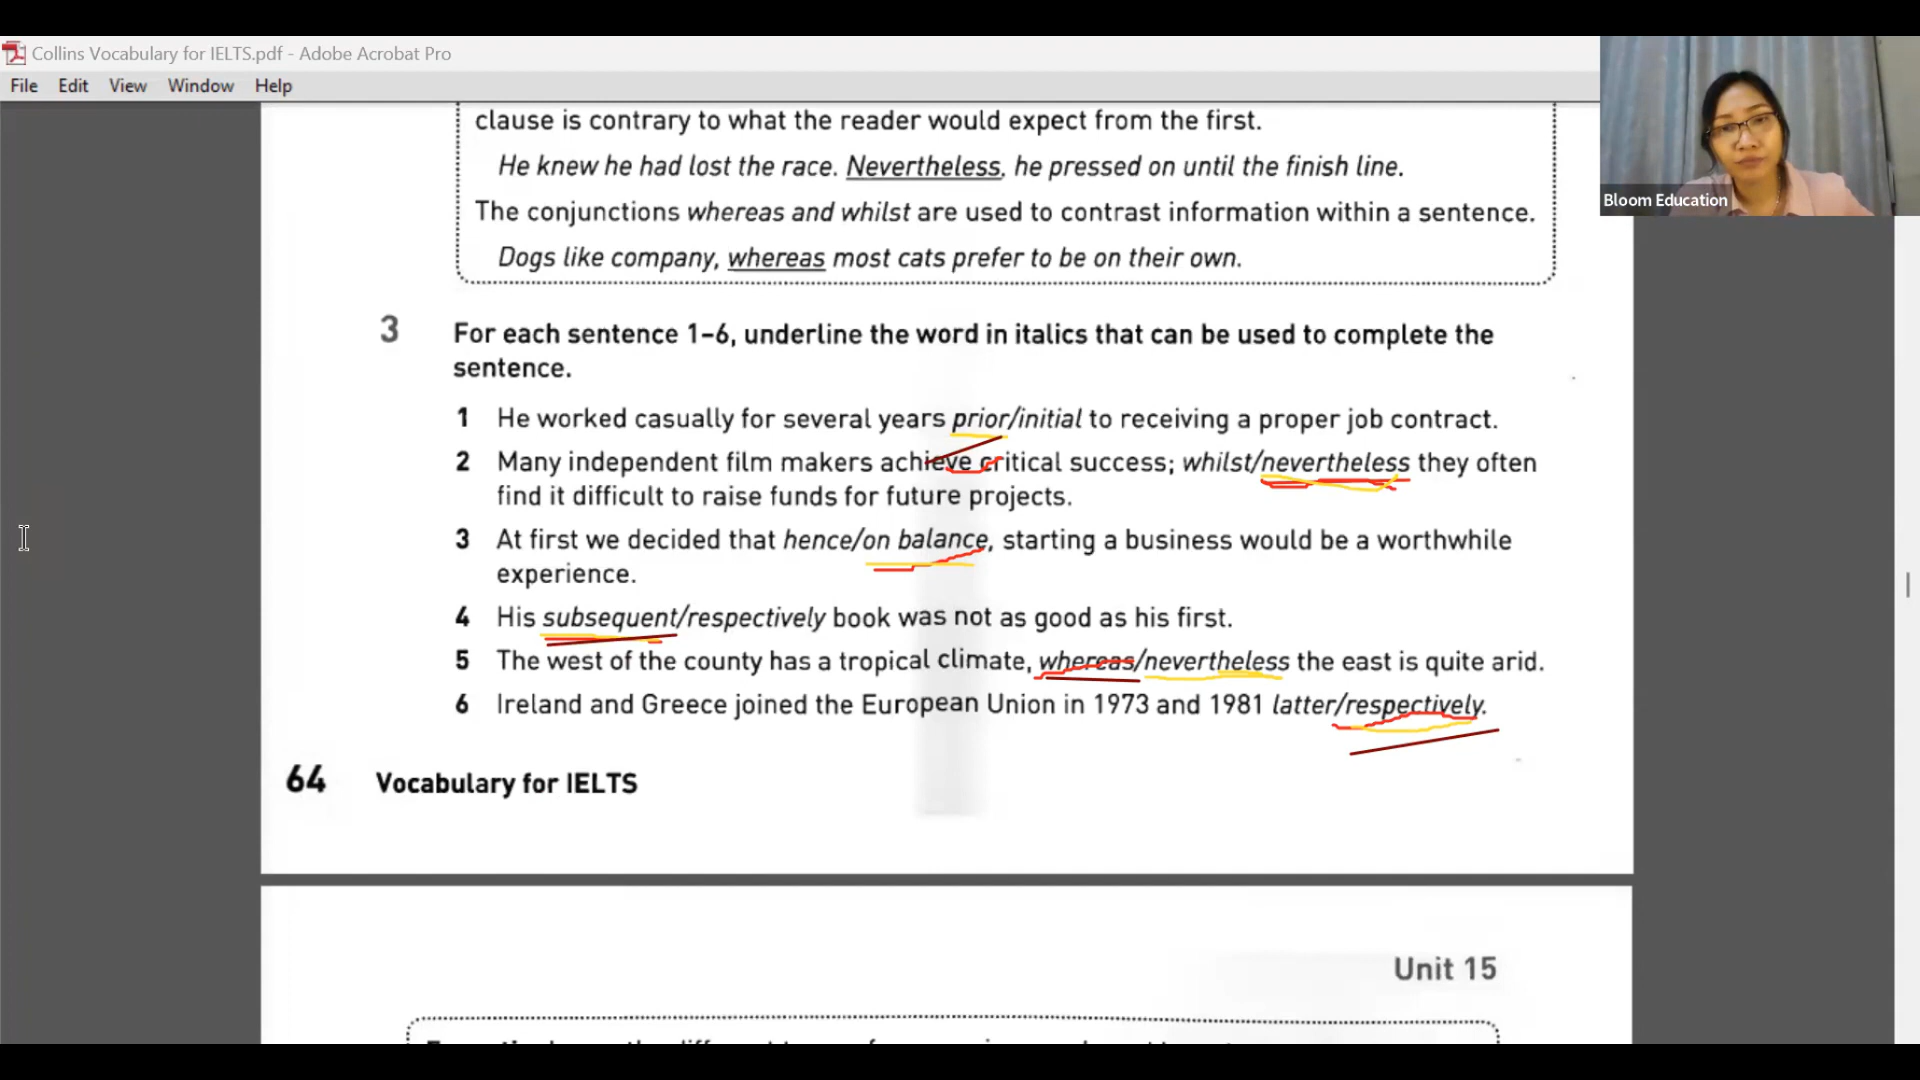 Collins Vocabulary for IELTS.pdf - Adobe Acrobat Pro
File Edit View Window Help
Bloom Education
clause is contrary to what the reader would expect from the first.
He knew he had lost the race. Nevertheless, he pressed on until the finish line.
The conjunctions whereas and whilst are used to contrast information within a sentence.
Dogs like company, whereas most cats prefer to be on their own.
3 For each sentence 1–6, underline the word in italics that can be used to complete the
sentence.
1 He worked casually for several years prior/initial to receiving a proper job contract.
2 Many independent film makers achieve critical success; whilst/nevertheless they often
find it difficult to raise funds for future projects.
3 At first we decided that hence/on balance, starting a business would be a worthwhile
experience.
4 His subsequent/respectively book was not as good as his first.
5 The west of the county has a tropical climate, whereas/nevertheless the east is quite arid.
6 Ireland and Greece joined the European Union in 1973 and 1981 latter/respectively.
64 Vocabulary for IELTS
Unit 15